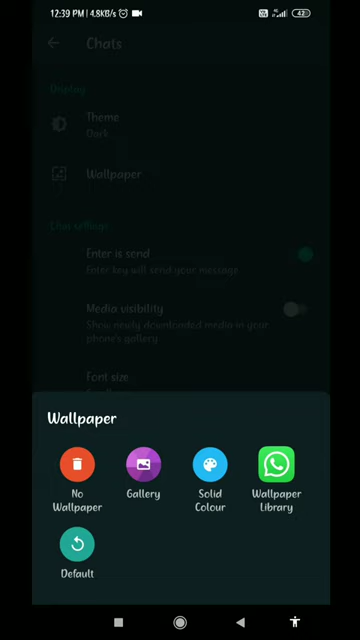 12:39 PM | 4.8KB/s
42
Chats
Display
Theme
Dark
Wallpaper
Chat settings
Enter is send
Enter key will send your message
Media visibility
Show newly downloaded media in your
phone's gallery
Font size
Wallpaper
No
Wallpaper
Gallery
Solid
Colour
Wallpaper
Library
Default